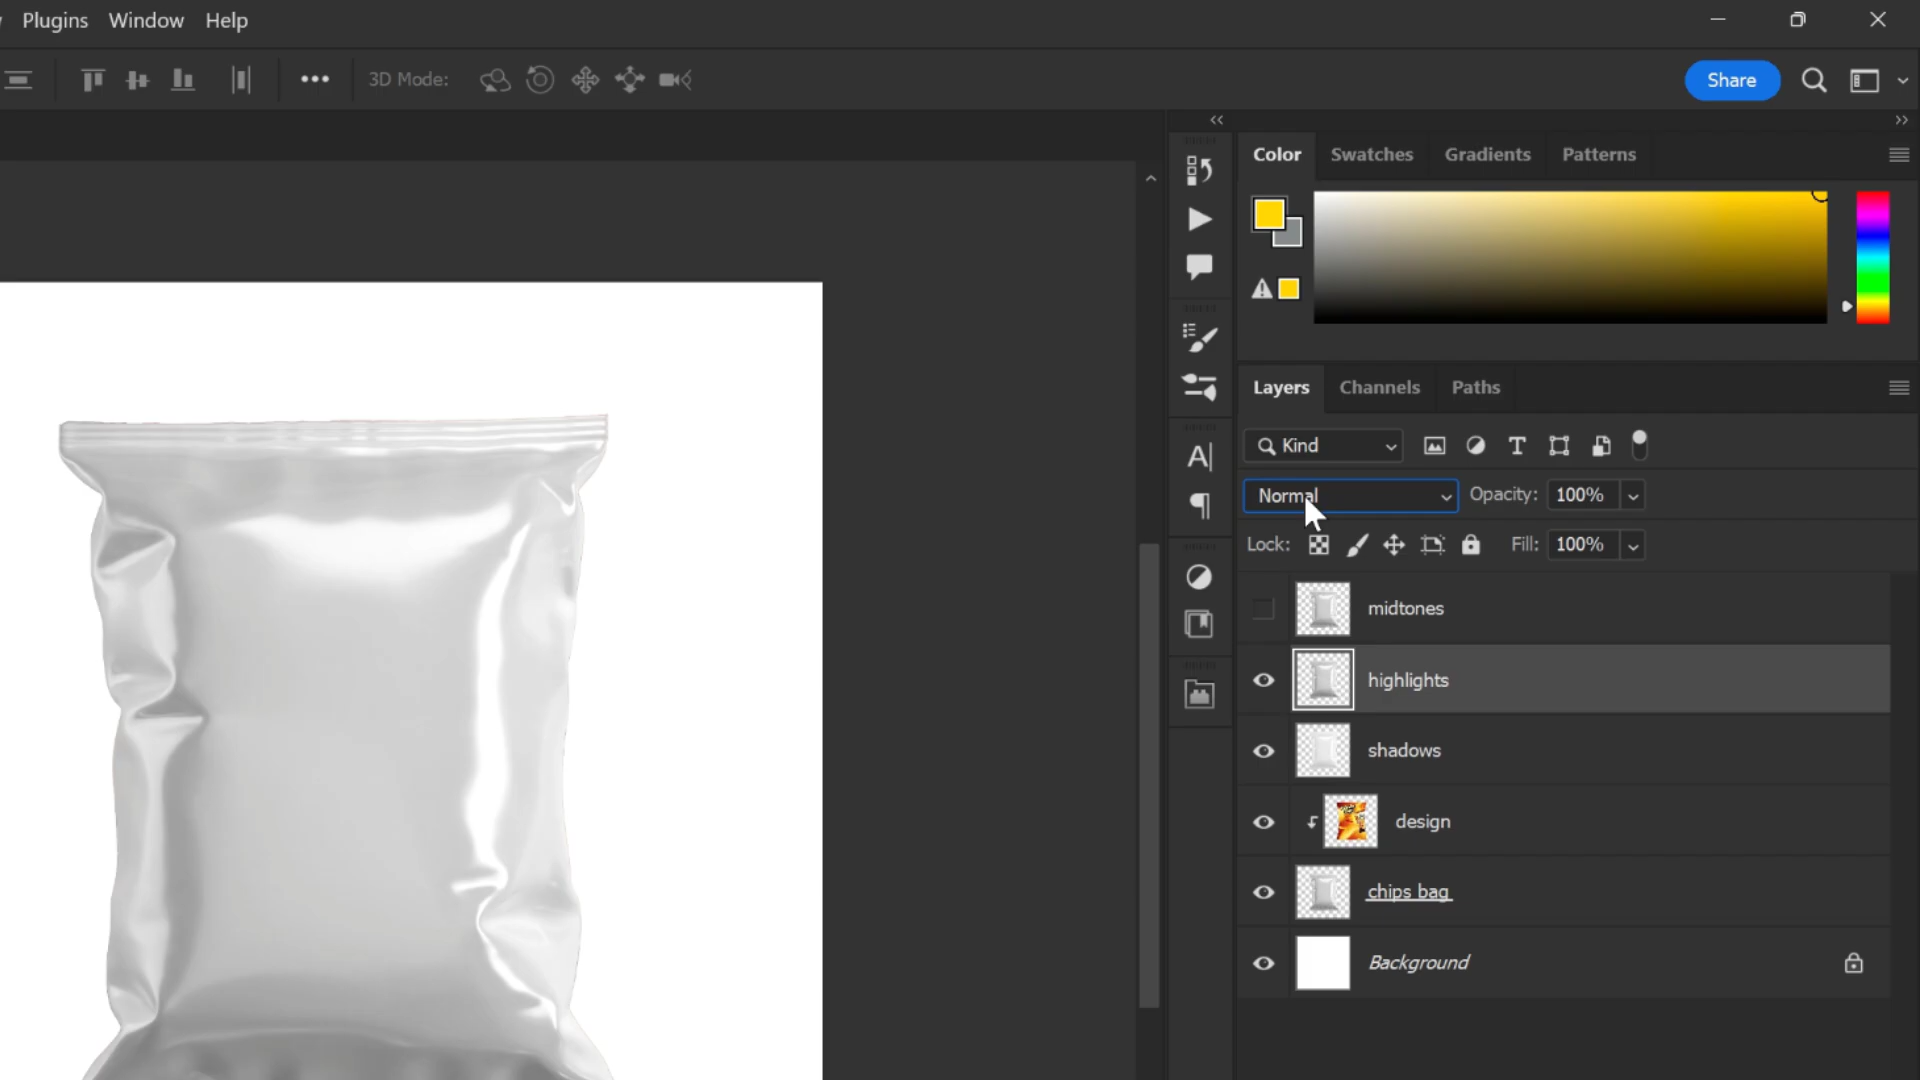 Plugins Window Help
3D Mode:
Share
Color Swatches Gradients Patterns
Layers Channels Paths
Kind
Normal Opacity: 100%
Lock: Fill: 100%
midtones
highlights
shadows
design
chips bag
Background